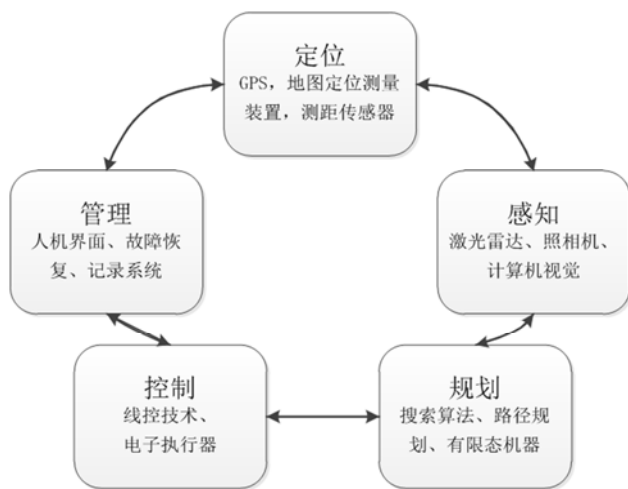 定位
GPS，地图定位测量
装置，测距传感器
管理
人机界面、故障恢
复、记录系统
感知
激光雷达、照相机、
计算机视觉
控制
线控技术、
电子执行器
规划
搜索算法、路径规
划、有限态机器